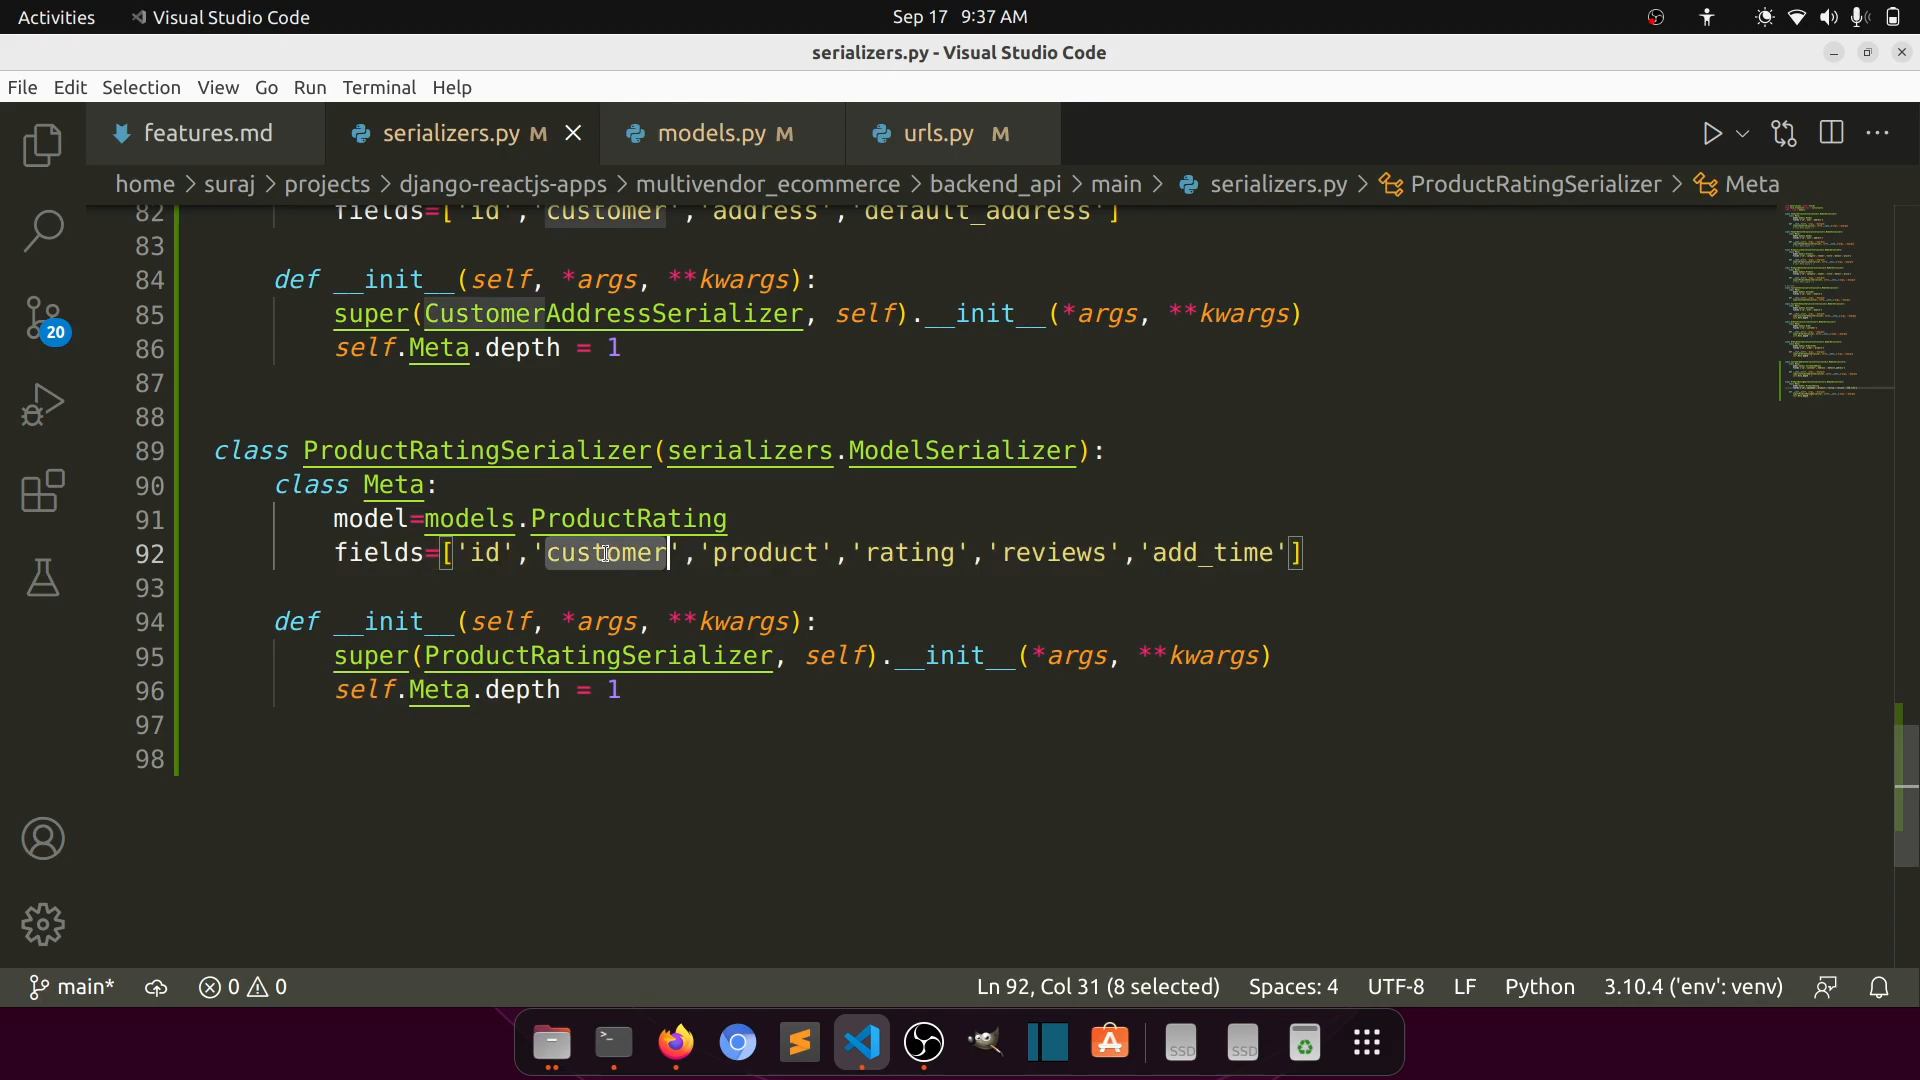 Activities
Visual Studio Code
Sep 17 9:37 AM
serializers.py - Visual Studio Code
File Edit Selection View Go Run Terminal Help
features.md
serializers.py M
models.py M
urls.py M
home > suraj > projects > django-reactjs-apps > multivendor_ecommerce > backend_api > main > serializers.py > ProductRatingSerializer > Meta
82 fields=['id','customer','address','default_address']
83
84 def __init__(self, *args, **kwargs):
85 super(CustomerAddressSerializer, self).__init__(*args, **kwargs)
86 self.Meta.depth = 1
87
88
89 class ProductRatingSerializer(serializers.ModelSerializer):
90 class Meta:
91 model=models.ProductRating
92 fields=['id','customer','product','rating','reviews','add_time']
93
94 def __init__(self, *args, **kwargs):
95 super(ProductRatingSerializer, self).__init__(*args, **kwargs)
96 self.Meta.depth = 1
97
98
20
main* 0 0 Ln 92, Col 31 (8 selected) Spaces: 4 UTF-8 LF Python 3.10.4 ('env': venv)
SSD SSD